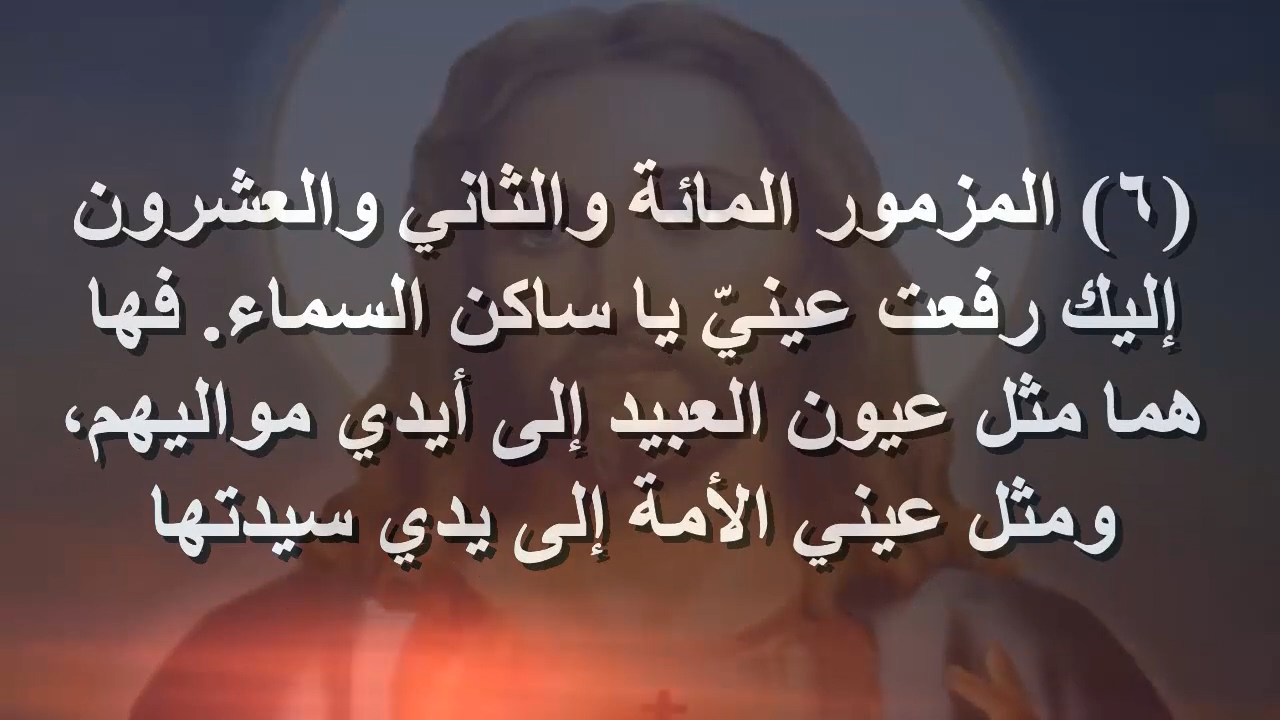 (٦) المزمور المائة والثاني والعشرون
إليك رفعت عينيّ يا ساكن السماء. فها
هما مثل عيون العبيد إلى أيدي مواليهم،
ومثل عيني الأمة إلى يدي سيدتها